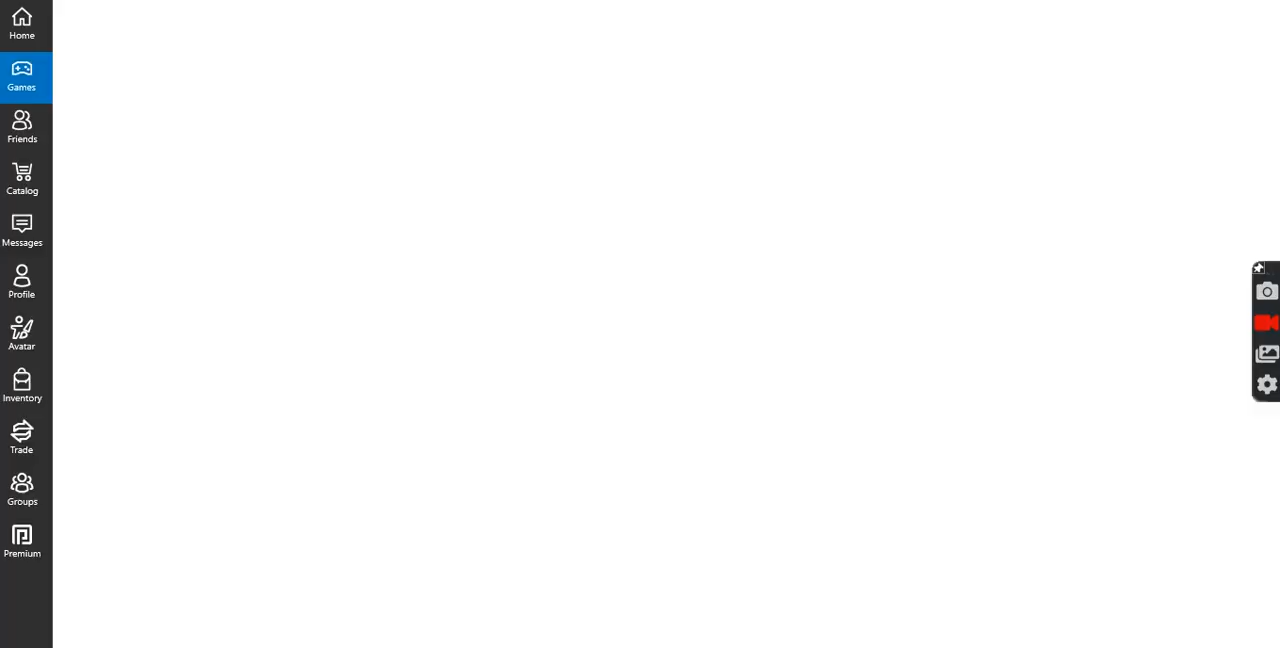 Home
Games
Friends
Catalog
Messages
Profile
Avatar
Inventory
Trade
Groups
Premium